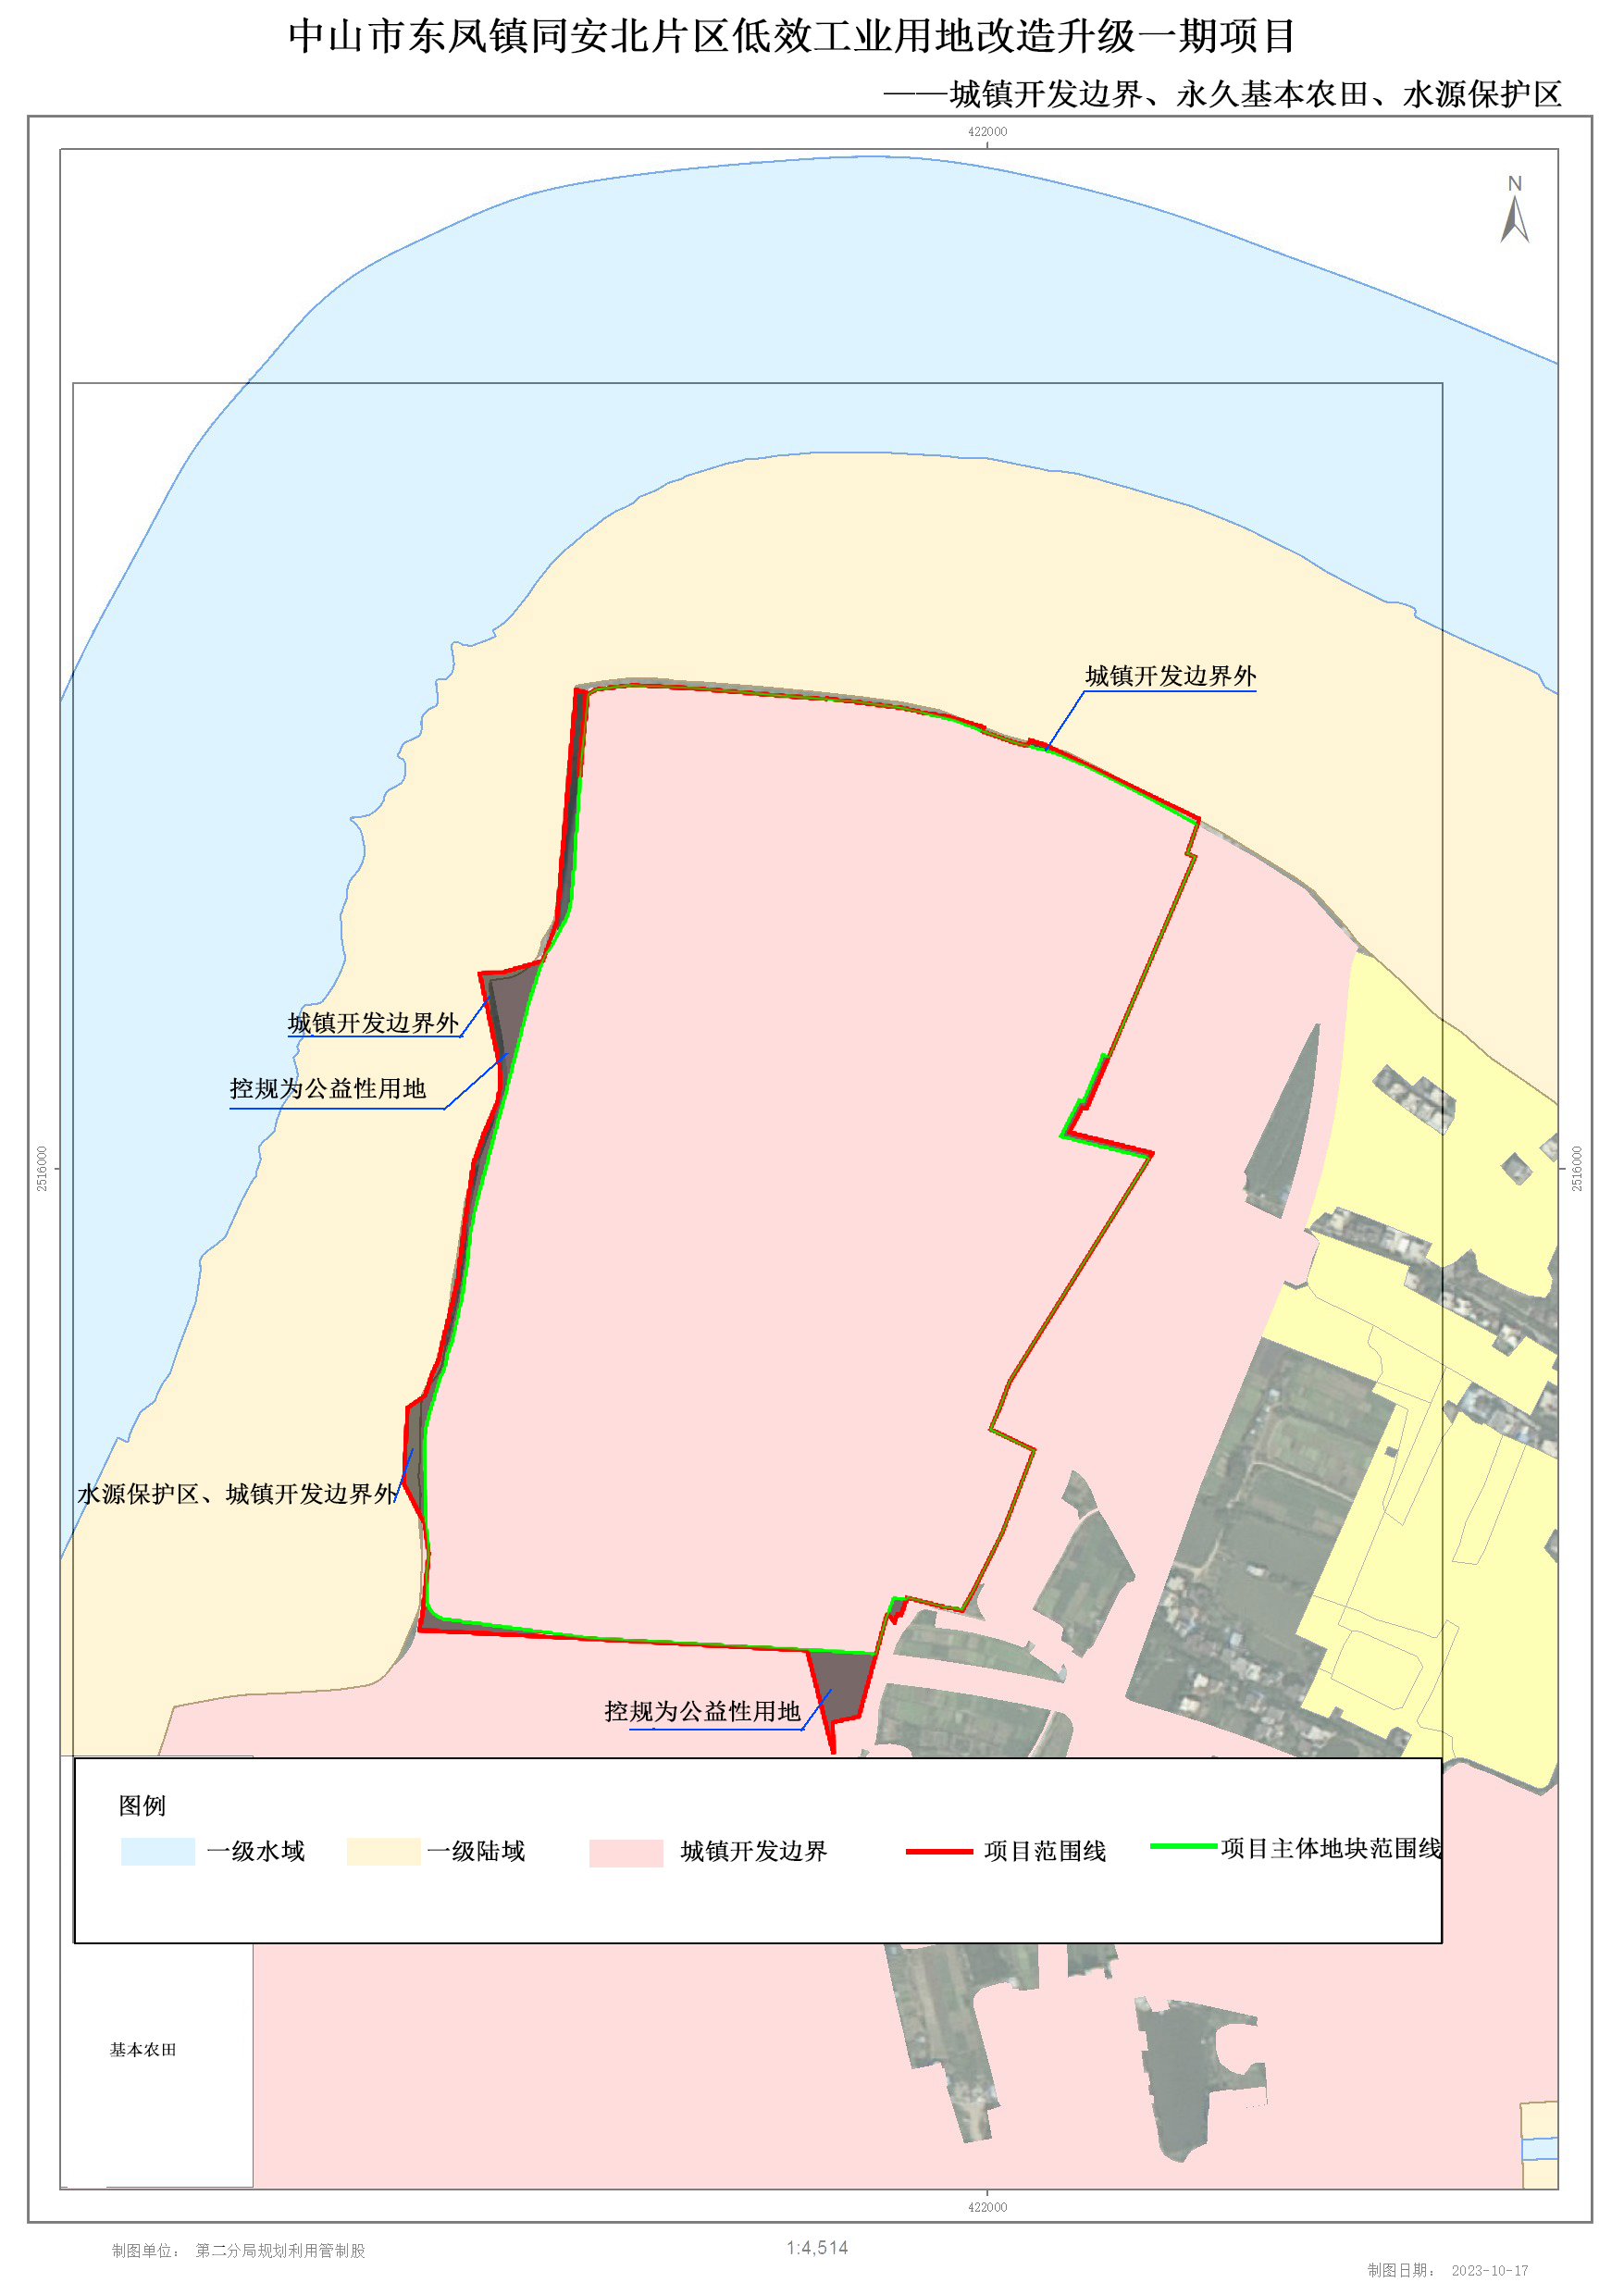 中山市东凤镇同安北片区低效工业用地改造升级一期项目
——城镇开发边界、永久基本农田、水源保护区
422000
N
城镇开发边界外
城镇开发边界外
控规为公益性用地
2516000
2516000
水源保护区、城镇开发边界外
控规为公益性用地
图例
一级水域
一级陆域
城镇开发边界
项目范围线
项目主体地块范围线
基本农田
422000
制图单位： 第二分局规划利用管制股
1:4,514
制图日期： 2023-10-17